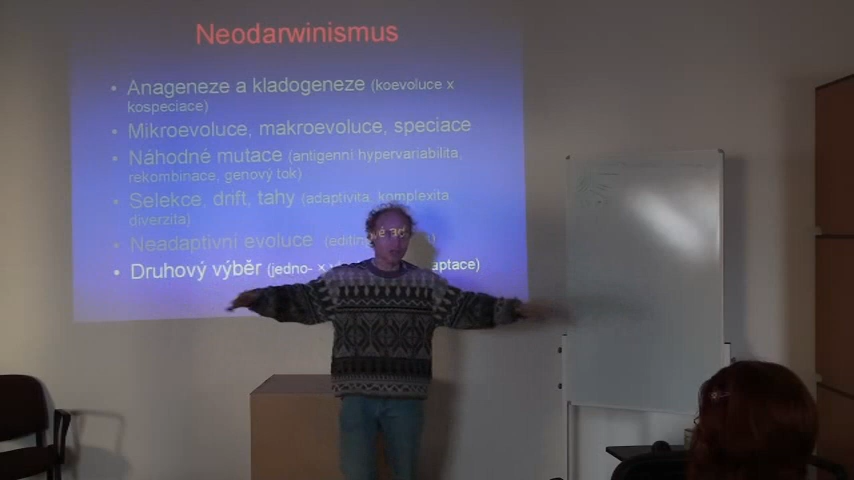 Neodarwinismus
• Anageneze a kladogeneze (koevoluce x
kospeciace)
• Mikroevoluce, makroevoluce, speciace
• Náhodné mutace (antigenní hypervariabilita,
rekombinace, genový tok)
• Selekce, drift, tahy (adaptivita, komplexita,
diverzita)
• Neadaptivní evoluce
• Druhový výběr (jedno- ×